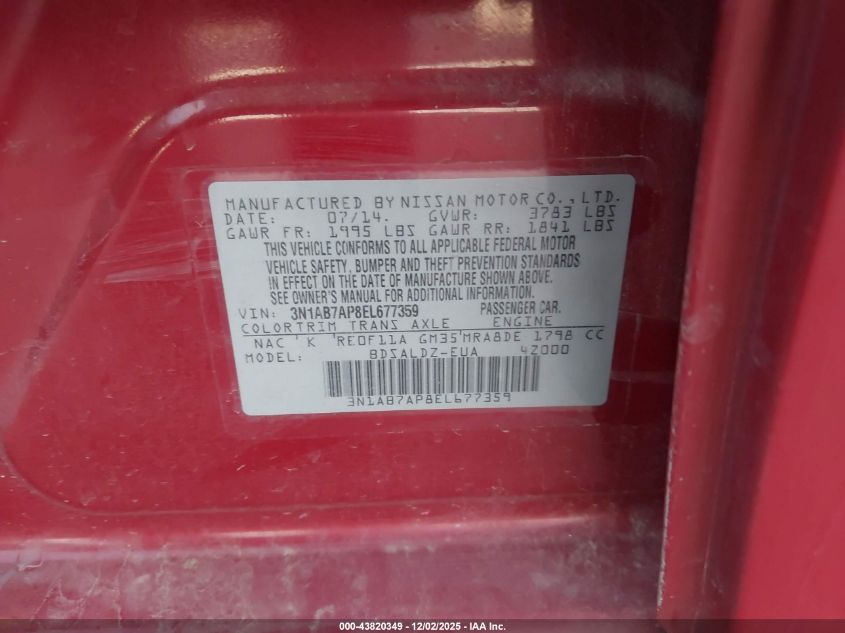 MANUFACTURED BY NISSAN MOTOR CO., LTD.
DATE: 07/14. GVWR: 3783 LBS
GAWR FR: 1995 LBS GAWR RR: 1841 LBS
THIS VEHICLE CONFORMS TO ALL APPLICABLE FEDERAL MOTOR
VEHICLE SAFETY, BUMPER AND THEFT PREVENTION STANDARDS
IN EFFECT ON THE DATE OF MANUFACTURE SHOWN ABOVE.
SEE OWNER'S MANUAL FOR ADDITIONAL INFORMATION.
VIN: 3N1AB7AP8EL677359 PASSENGER CAR.
COLOR TRIM TRANS AXLE ENGINE
NAC 'K 'RE0F11A GM35'MRA8DE 1798 CC
MODEL: BDSALDZ-EUA 42000
3N1AB7AP8EL677359
000-43820349 - 12/02/2025 - IAA Inc.